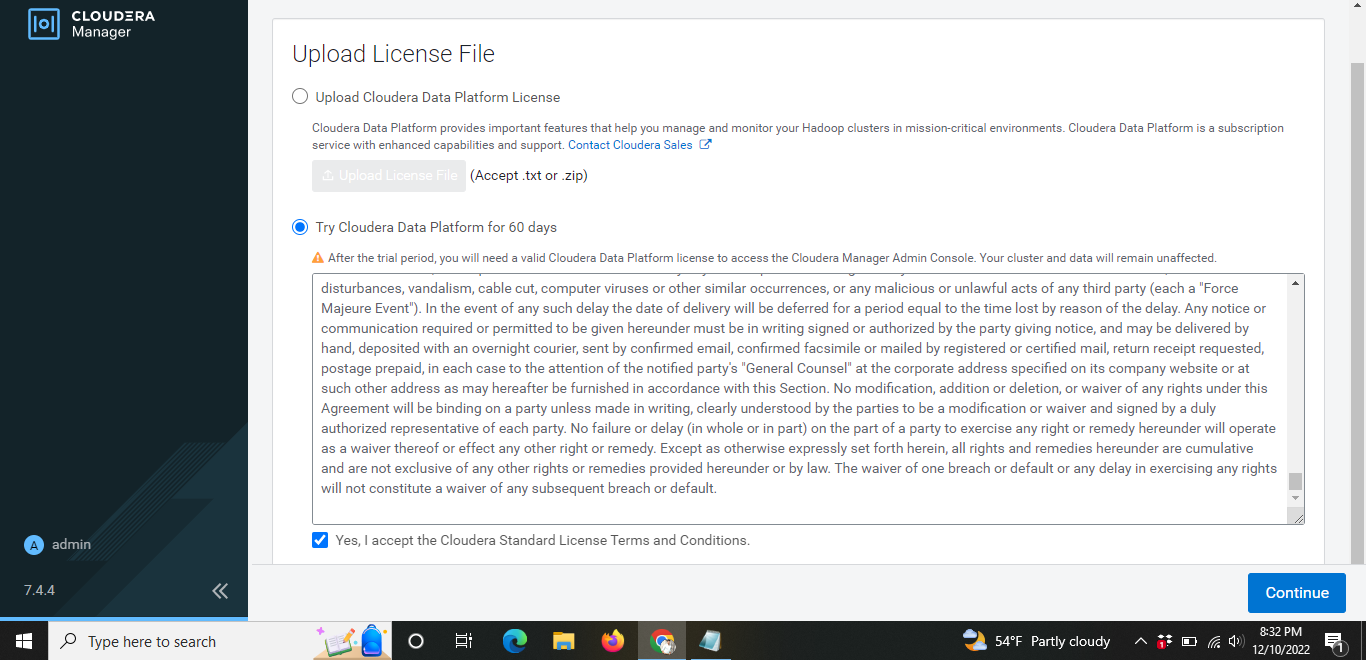 CLOUDERA
Manager
Upload License File
Upload Cloudera Data Platform License
Cloudera Data Platform provides important features that help you manage and monitor your Hadoop clusters in mission-critical environments. Cloudera Data Platform is a subscription
service with enhanced capabilities and support. Contact Cloudera Sales
Upload License File (Accept .txt or .zip)
Try Cloudera Data Platform for 60 days
After the trial period, you will need a valid Cloudera Data Platform license to access the Cloudera Manager Admin Console. Your cluster and data will remain unaffected.
disturbances, vandalism, cable cut, computer viruses or other similar occurrences, or any malicious or unlawful acts of any third party (each a "Force
Majeure Event"). In the event of any such delay the date of delivery will be deferred for a period equal to the time lost by reason of the delay. Any notice or
communication required or permitted to be given hereunder must be in writing signed or authorized by the party giving notice, and may be delivered by
hand, deposited with an overnight courier, sent by confirmed email, confirmed facsimile or mailed by registered or certified mail, return receipt requested,
postage prepaid, in each case to the attention of the notified party's "General Counsel" at the corporate address specified on its company website or at
such other address as may hereafter be furnished in accordance with this Section. No modification, addition or deletion, or waiver of any rights under this
Agreement will be binding on a party unless made in writing, clearly understood by the parties to be a modification or waiver and signed by a duly
authorized representative of each party. No failure or delay (in whole or in part) on the part of a party to exercise any right or remedy hereunder will operate
as a waiver thereof or effect any other right or remedy. Except as otherwise expressly set forth herein, all rights and remedies hereunder are cumulative
and are not exclusive of any other rights or remedies provided hereunder or by law. The waiver of one breach or default or any delay in exercising any rights
will not constitute a waiver of any subsequent breach or default.
Yes, I accept the Cloudera Standard License Terms and Conditions.
A admin
7.4.4
Continue
Type here to search
54°F Partly cloudy
8:32 PM
12/10/2022
1